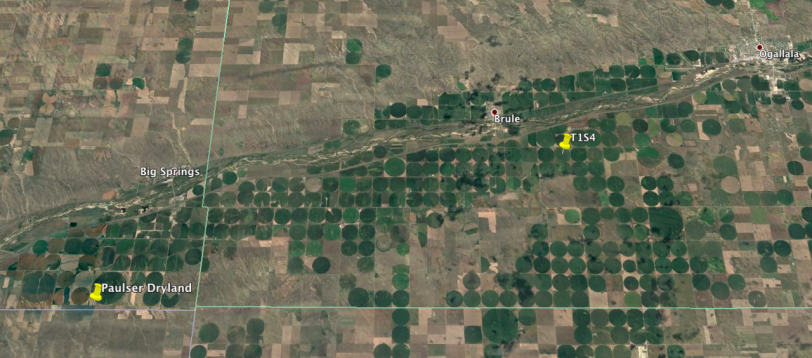 Ogallala
Brule
T1S4
Big Springs
Paulser Dryland